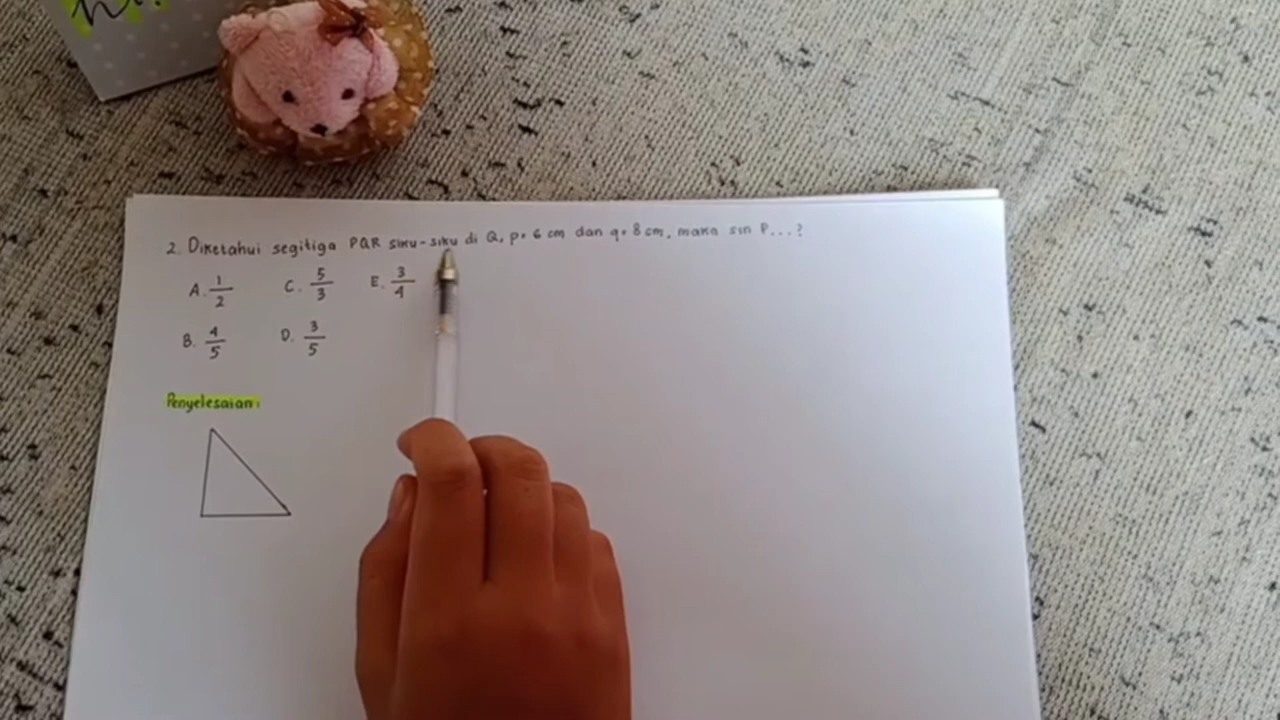 2. Diketahui segitiga PQR siku-siku di Q, p= 6 cm dan q= 8 cm, maka sin P...?
A. 1/2 C. 5/3 E. 3/4
B. 4/5 D. 3/5
Penyelesaian: